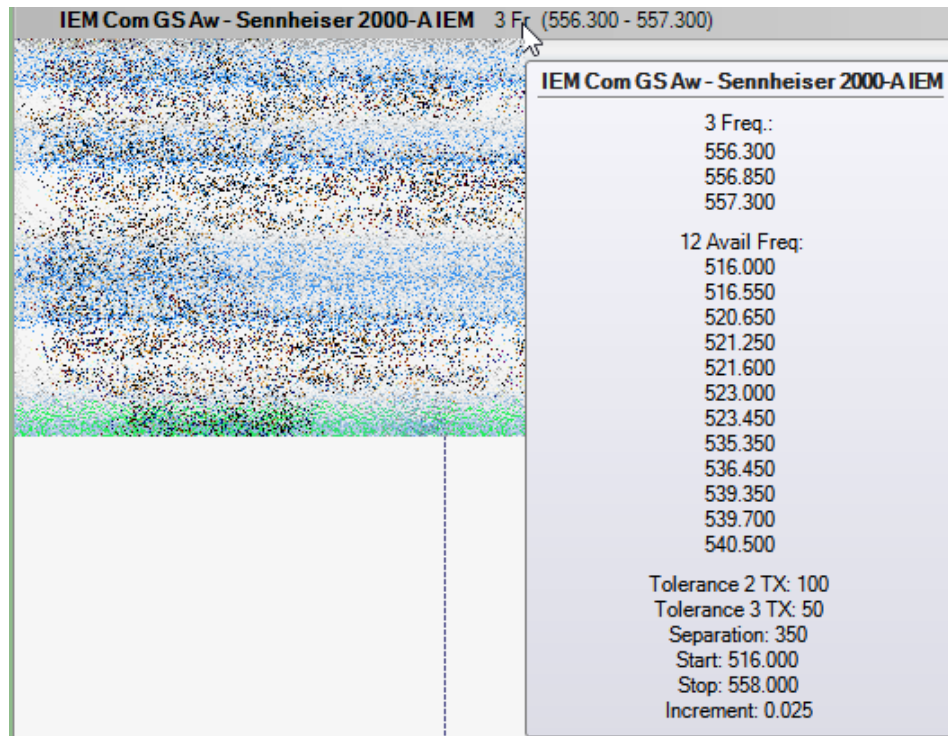 IEM Com GS Aw - Sennheiser 2000-A IEM 3 Fr (556.300 - 557.300)
IEM Com GS Aw - Sennheiser 2000-A IEM
3 Freq.:
556.300
556.850
557.300
12 Avail Freq:
516.000
516.550
520.650
521.250
521.600
523.000
523.450
535.350
536.450
539.350
539.700
540.500
Tolerance 2 TX: 100
Tolerance 3 TX: 50
Separation: 350
Start: 516.000
Stop: 558.000
Increment: 0.025